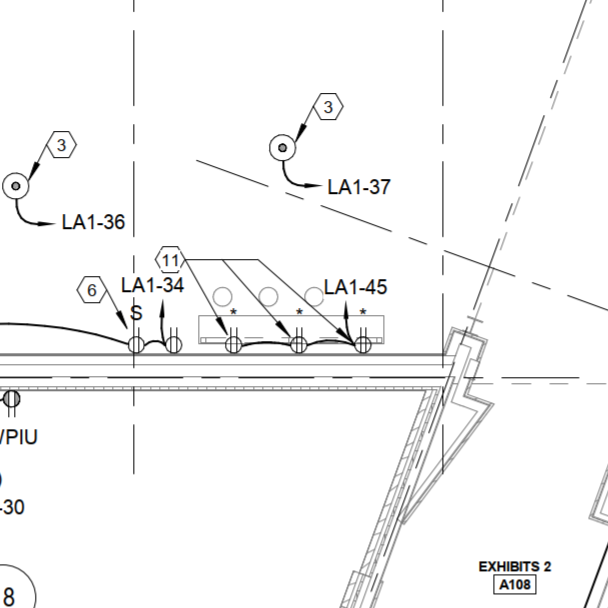 3
3
LA1-37
LA1-36
11
6
LA1-34
LA1-45
S
*
*
*
/PIU
)
-30
EXHIBITS 2
A108
8